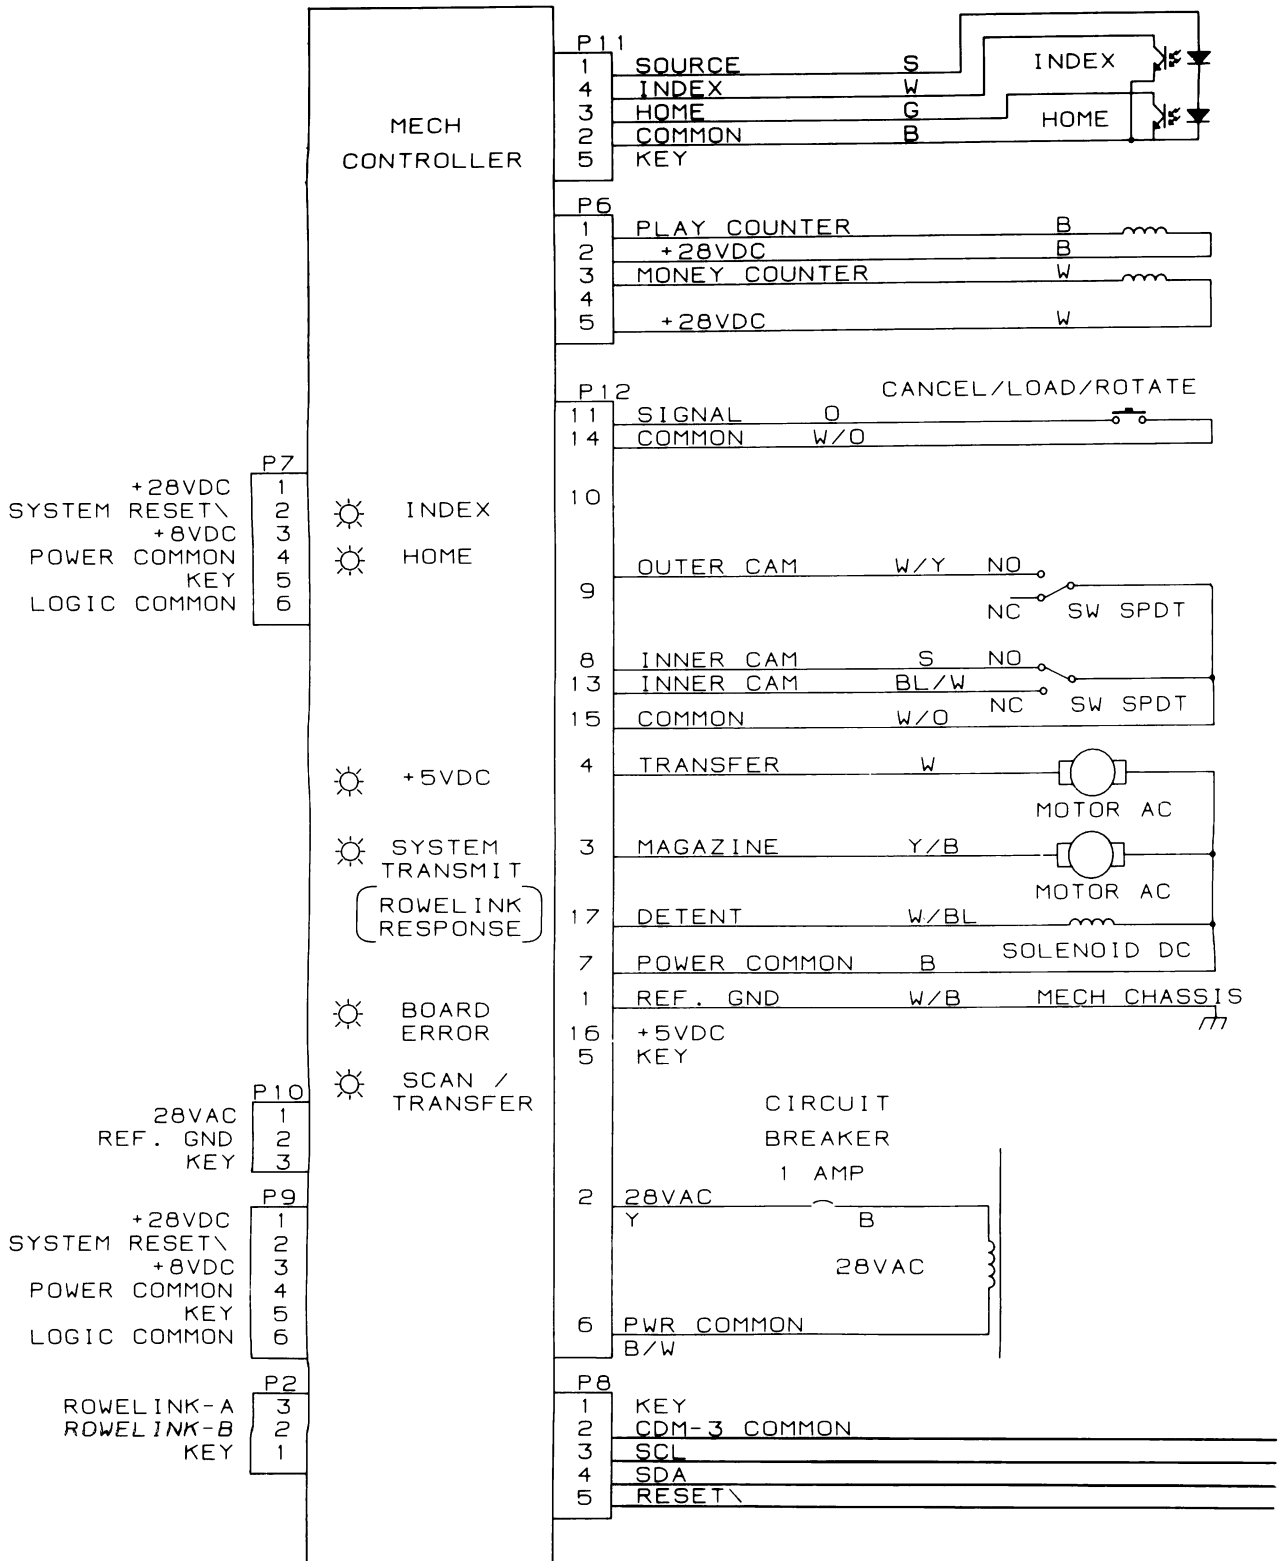 MECH
CONTROLLER
P11
1 SOURCE S
4 INDEX W
3 HOME G
2 COMMON B
5 KEY
INDEX
HOME
P6
1 PLAY COUNTER B
2 +28VDC B
3 MONEY COUNTER W
4
5 +28VDC W
P12
CANCEL/LOAD/ROTATE
11 SIGNAL O
14 COMMON W/O
10
OUTER CAM W/Y NO
9
NC SW SPDT
8 INNER CAM S NO
13 INNER CAM BL/W
NC SW SPDT
15 COMMON W/O
4 TRANSFER W
MOTOR AC
3 MAGAZINE Y/B
MOTOR AC
17 DETENT W/BL
SOLENOID DC
7 POWER COMMON B
1 REF. GND W/B MECH CHASSIS
16 +5VDC
5 KEY
CIRCUIT
BREAKER
1 AMP
2 28VAC
Y B
28VAC
6 PWR COMMON
B/W
P8
1 KEY
2 CDM-3 COMMON
3 SCL
4 SDA
5 RESET\
P7
+28VDC 1
SYSTEM RESET\ 2
+8VDC 3
POWER COMMON 4
KEY 5
LOGIC COMMON 6
INDEX
HOME
+5VDC
SYSTEM
TRANSMIT
(ROWELINK
RESPONSE)
BOARD
ERROR
SCAN /
TRANSFER
P10
28VAC 1
REF. GND 2
KEY 3
P9
+28VDC 1
SYSTEM RESET\ 2
+8VDC 3
POWER COMMON 4
KEY 5
LOGIC COMMON 6
P2
ROWELINK-A 3
ROWELINK-B 2
KEY 1